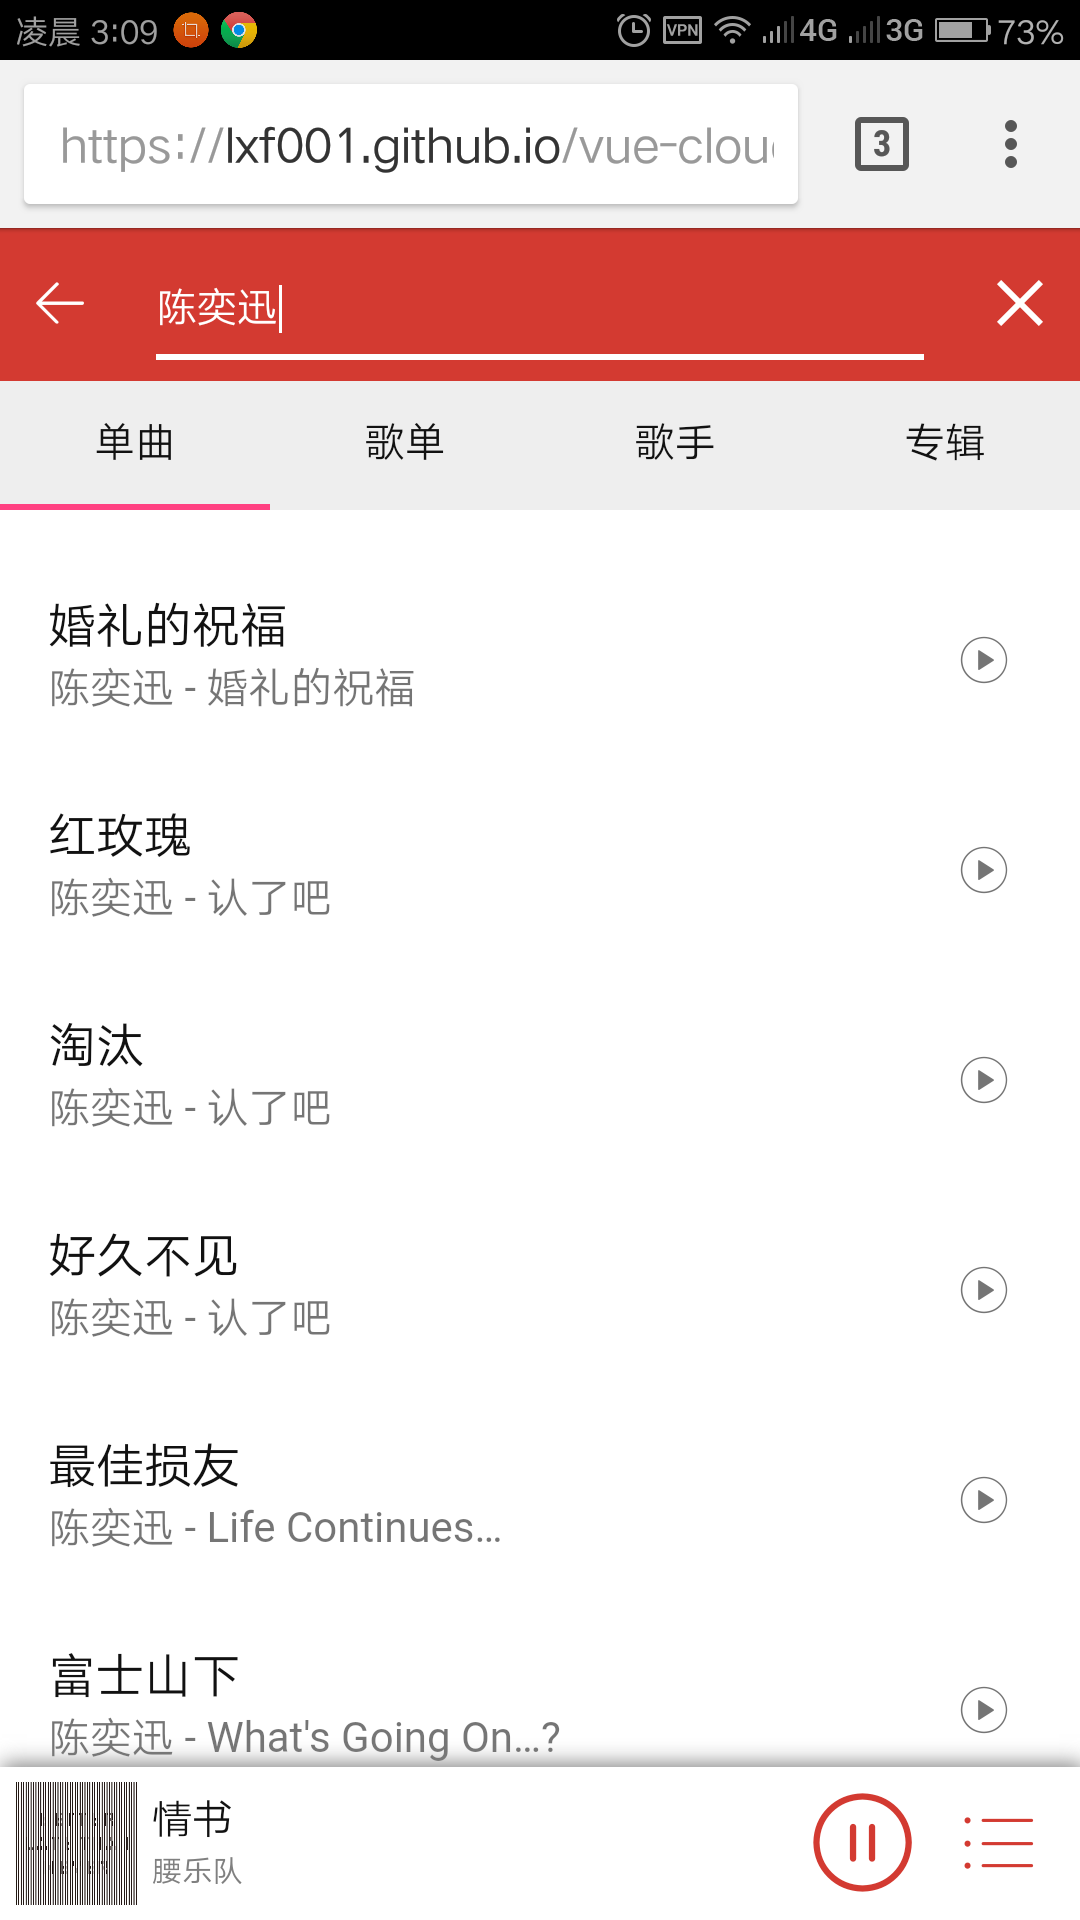 凌晨 3:09
VPN 4G 3G 73%
https://lxf001.github.io/vue-clou
3
陈奕迅
单曲 歌单 歌手 专辑
婚礼的祝福
陈奕迅 - 婚礼的祝福
红玫瑰
陈奕迅 - 认了吧
淘汰
陈奕迅 - 认了吧
好久不见
陈奕迅 - 认了吧
最佳损友
陈奕迅 - Life Continues...
富士山下
陈奕迅 - What's Going On...?
情书
腰乐队